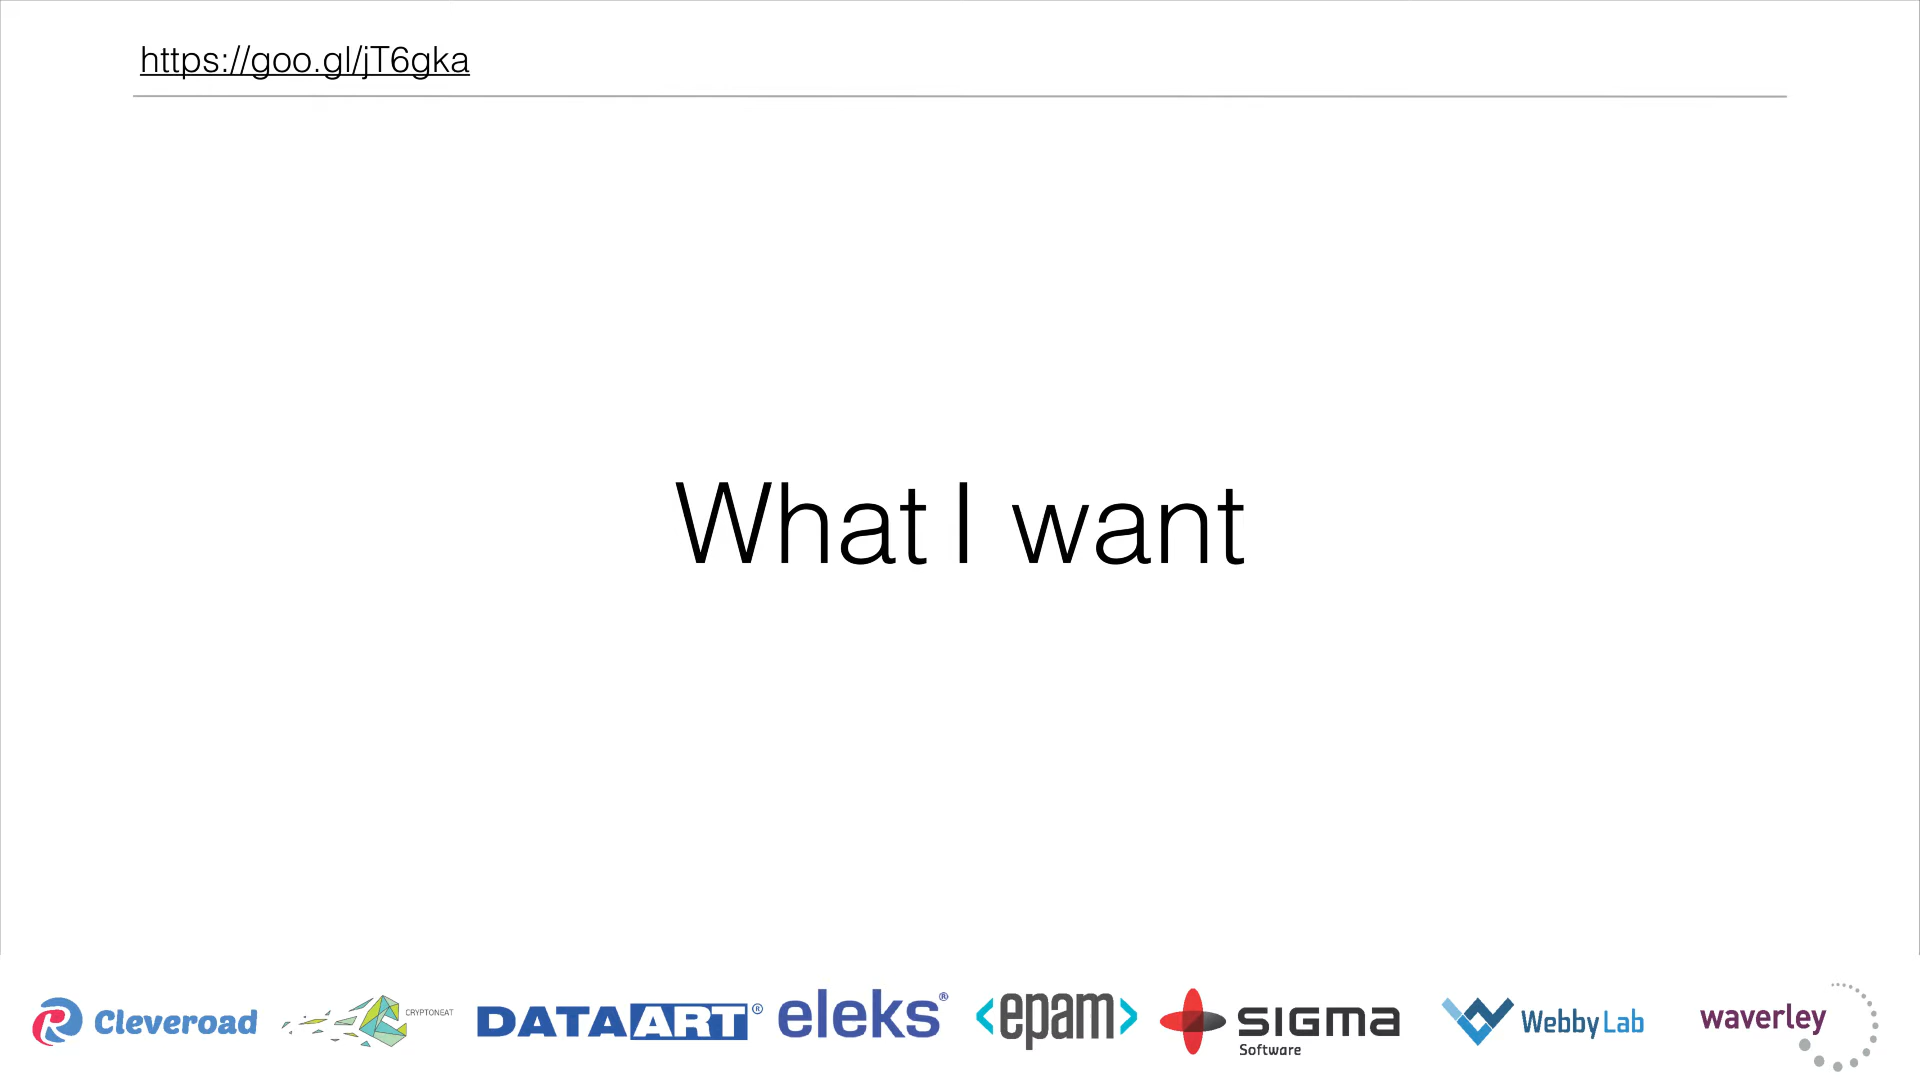 https://goo.gl/jT6gka
What I want
Cleveroad
CRYPTONEAT
DATAART®
eleks®
<epam>
SIGMA
Software
WebbyLab
waverley